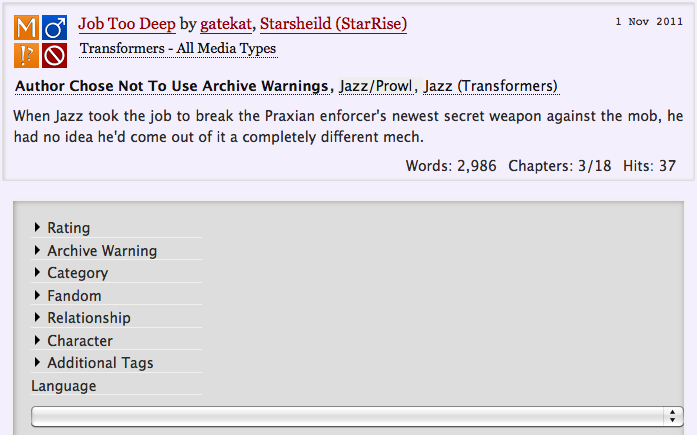 M
Job Too Deep by gatekat, Starsheild (StarRise)
1 Nov 2011
!?
Transformers - All Media Types
Author Chose Not To Use Archive Warnings, Jazz/Prowl, Jazz (Transformers)
When Jazz took the job to break the Praxian enforcer's newest secret weapon against the mob, he
had no idea he'd come out of it a completely different mech.
Words: 2,986 Chapters: 3/18 Hits: 37
Rating
Archive Warning
Category
Fandom
Relationship
Character
Additional Tags
Language